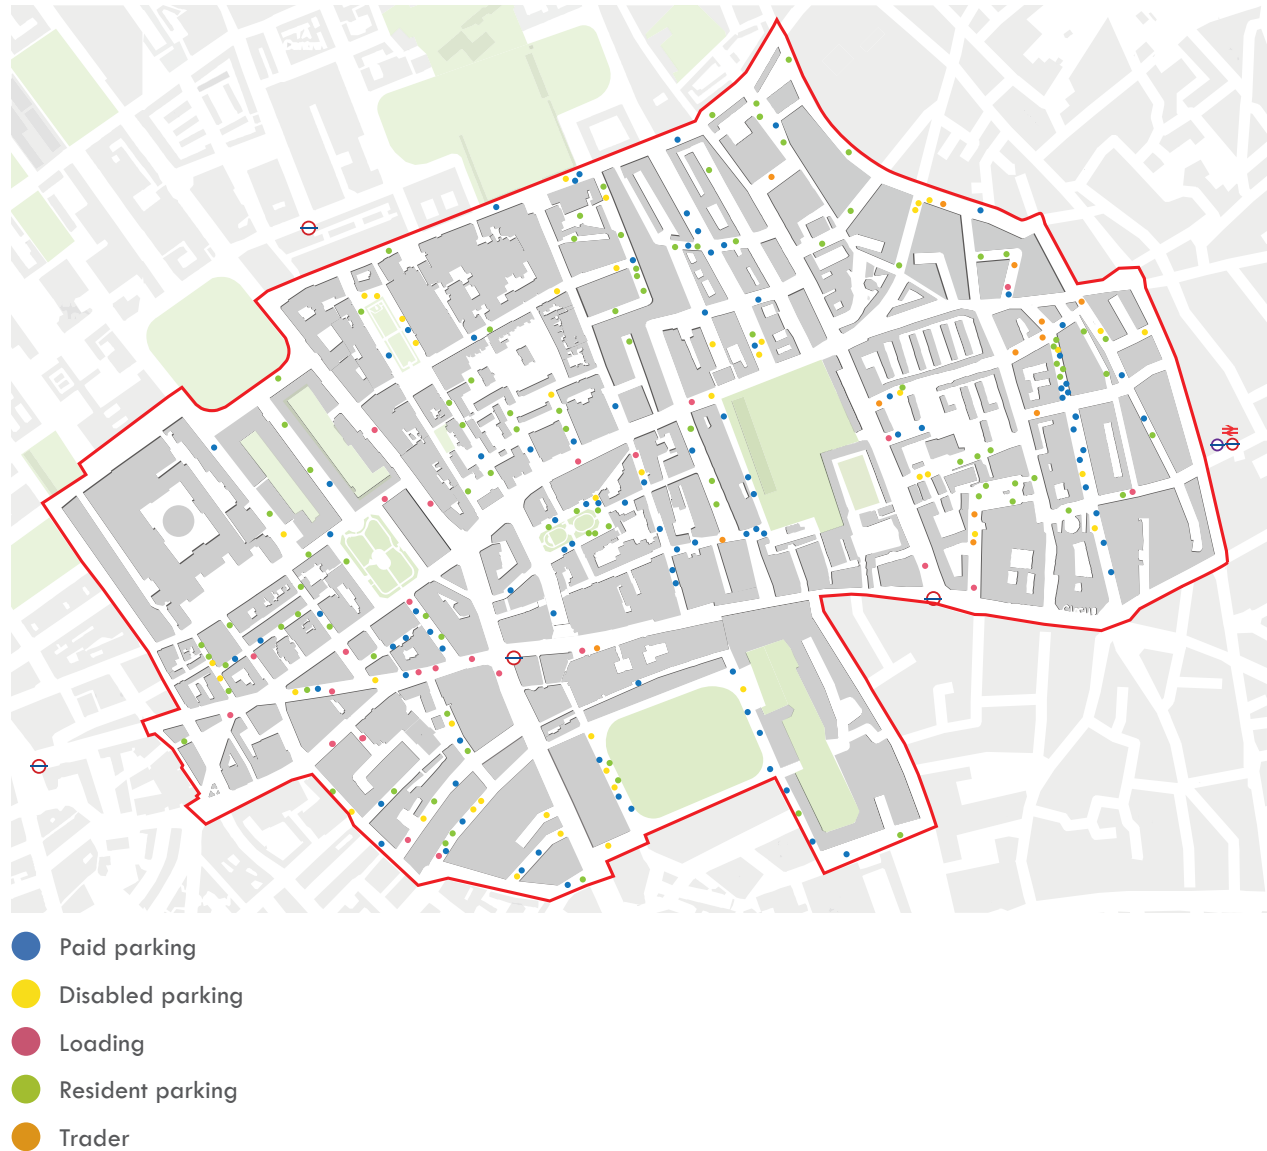 Paid parking
Disabled parking
Loading
Resident parking
Trader